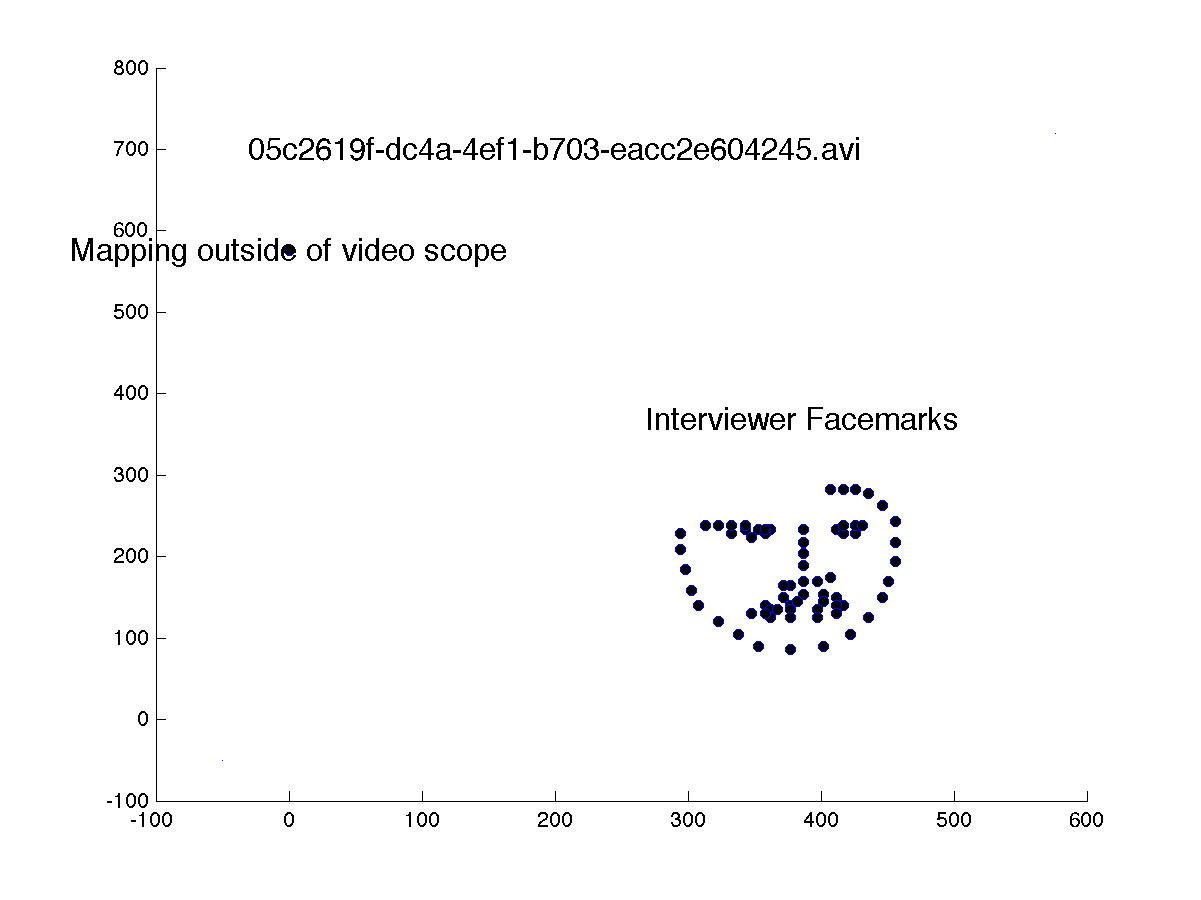 800
700
05c2619f-dc4a-4ef1-b703-eacc2e604245.avi
600
Mapping outside of video scope
500
400
Interviewer Facemarks
300
200
100
0
-100
-100 0 100 200 300 400 500 600